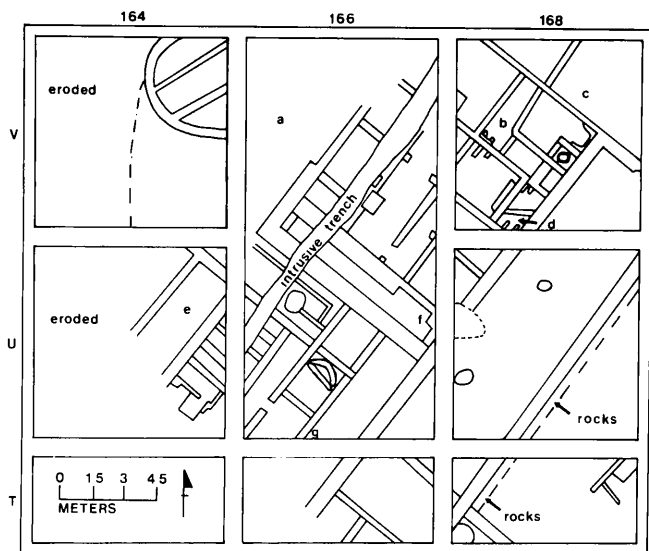 164 166 168
V
eroded
a
b
c
d
intrusive trench
U
eroded
e
f
g
rocks
T
0 1.5 3 4.5
METERS
rocks